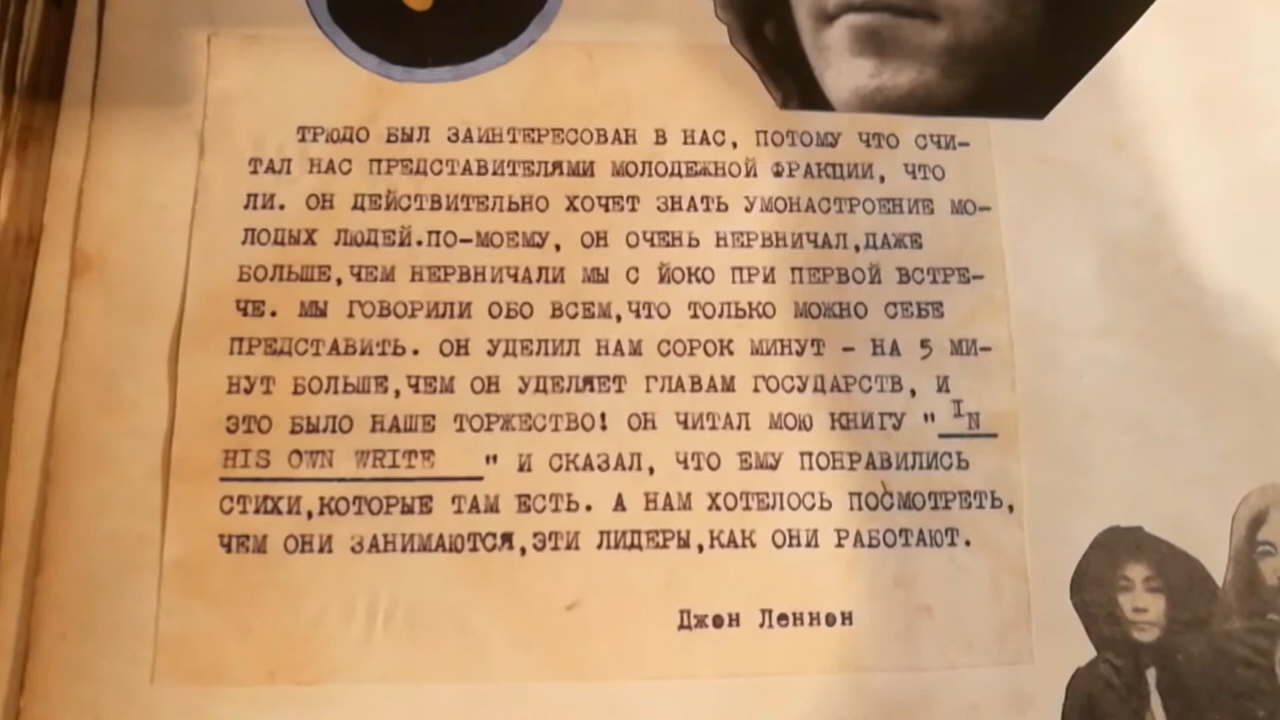 ТРЮДО БЫЛ ЗАИНТЕРЕСОВАН В НАС, ПОТОМУ ЧТО СЧИ-
ТАЛ НАС ПРЕДСТАВИТЕЛЯМИ МОЛОДЕЖНОЙ ФРАКЦИИ, ЧТО
ЛИ. ОН ДЕЙСТВИТЕЛЬНО ХОЧЕТ ЗНАТЬ УМОНАСТРОЕНИЕ МО-
ЛОДЫХ ЛЮДЕЙ.ПО-МОЕМУ, ОН ОЧЕНЬ НЕРВНИЧАЛ,ДАЖЕ
БОЛЬШЕ,ЧЕМ НЕРВНИЧАЛИ МЫ С ЙОКО ПРИ ПЕРВОЙ ВСТРЕ-
ЧЕ. МЫ ГОВОРИЛИ ОБО ВСЕМ,ЧТО ТОЛЬКО МОЖНО СЕБЕ
ПРЕДСТАВИТЬ. ОН УДЕЛИЛ НАМ СОРОК МИНУТ - НА 5 МИ-
НУТ БОЛЬШЕ,ЧЕМ ОН УДЕЛЯЕТ ГЛАВАМ ГОСУДАРСТВ, И
ЭТО БЫЛО НАШЕ ТОРЖЕСТВО! ОН ЧИТАЛ МОЮ КНИГУ " IN
HIS OWN WRITE " И СКАЗАЛ, ЧТО ЕМУ ПОНРАВИЛИСЬ
СТИХИ,КОТОРЫЕ ТАМ ЕСТЬ. А НАМ ХОТЕЛОСЬ ПОСМОТРЕТЬ,
ЧЕМ ОНИ ЗАНИМАЮТСЯ,ЭТИ ЛИДЕРЫ,КАК ОНИ РАБОТАЮТ.
Джон Леннон